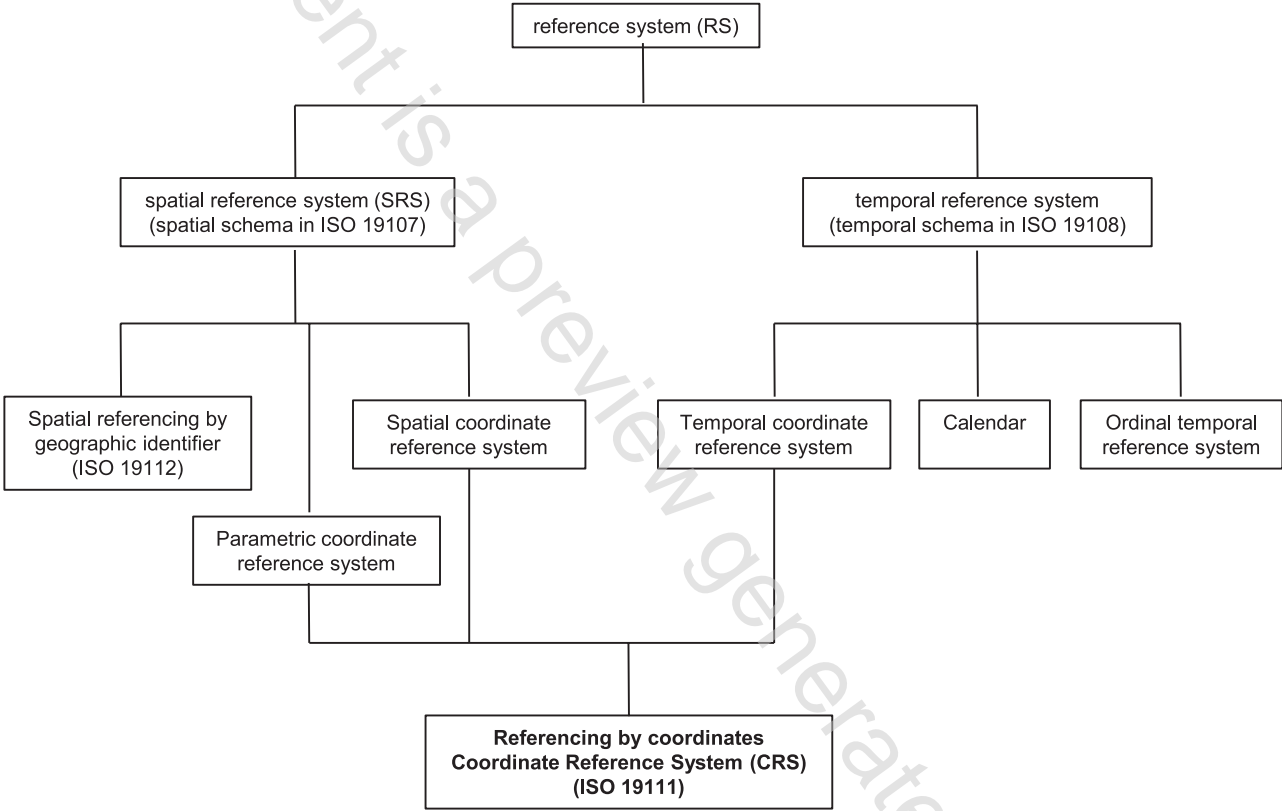 reference system (RS)
spatial reference system (SRS)
(spatial schema in ISO 19107)
temporal reference system
(temporal schema in ISO 19108)
Spatial referencing by
geographic identifier
(ISO 19112)
Spatial coordinate
reference system
Temporal coordinate
reference system
Calendar
Ordinal temporal
reference system
Parametric coordinate
reference system
Referencing by coordinates
Coordinate Reference System (CRS)
(ISO 19111)
is a preview